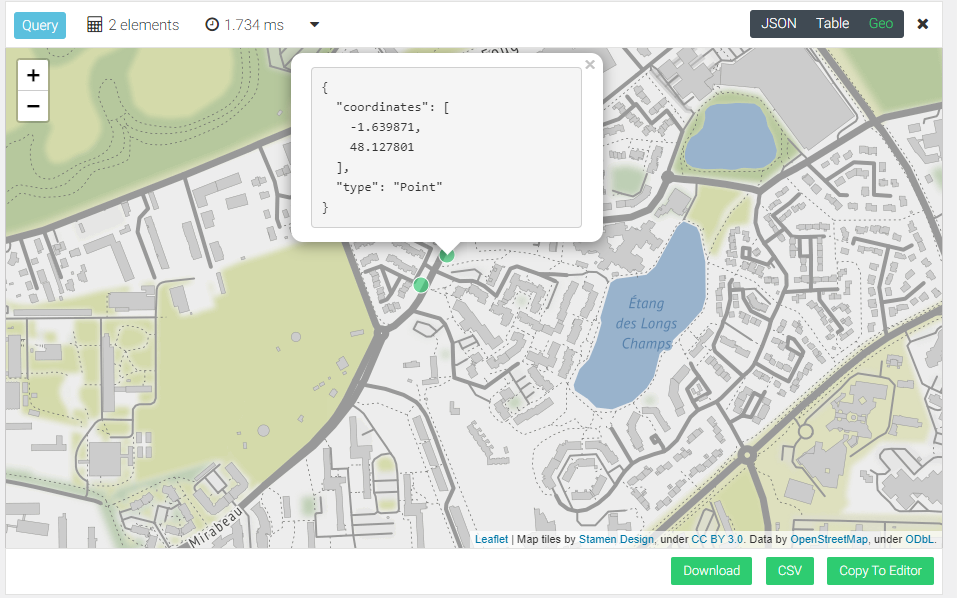 Query 2 elements 1.734 ms JSON Table Geo ×
+
−
×
{
"coordinates": [
-1.639871,
48.127801
],
"type": "Point"
}
Étang
des Longs
Champs
Mirabeau
Leaflet | Map tiles by Stamen Design, under CC BY 3.0. Data by OpenStreetMap, under ODbL.
Download CSV Copy To Editor